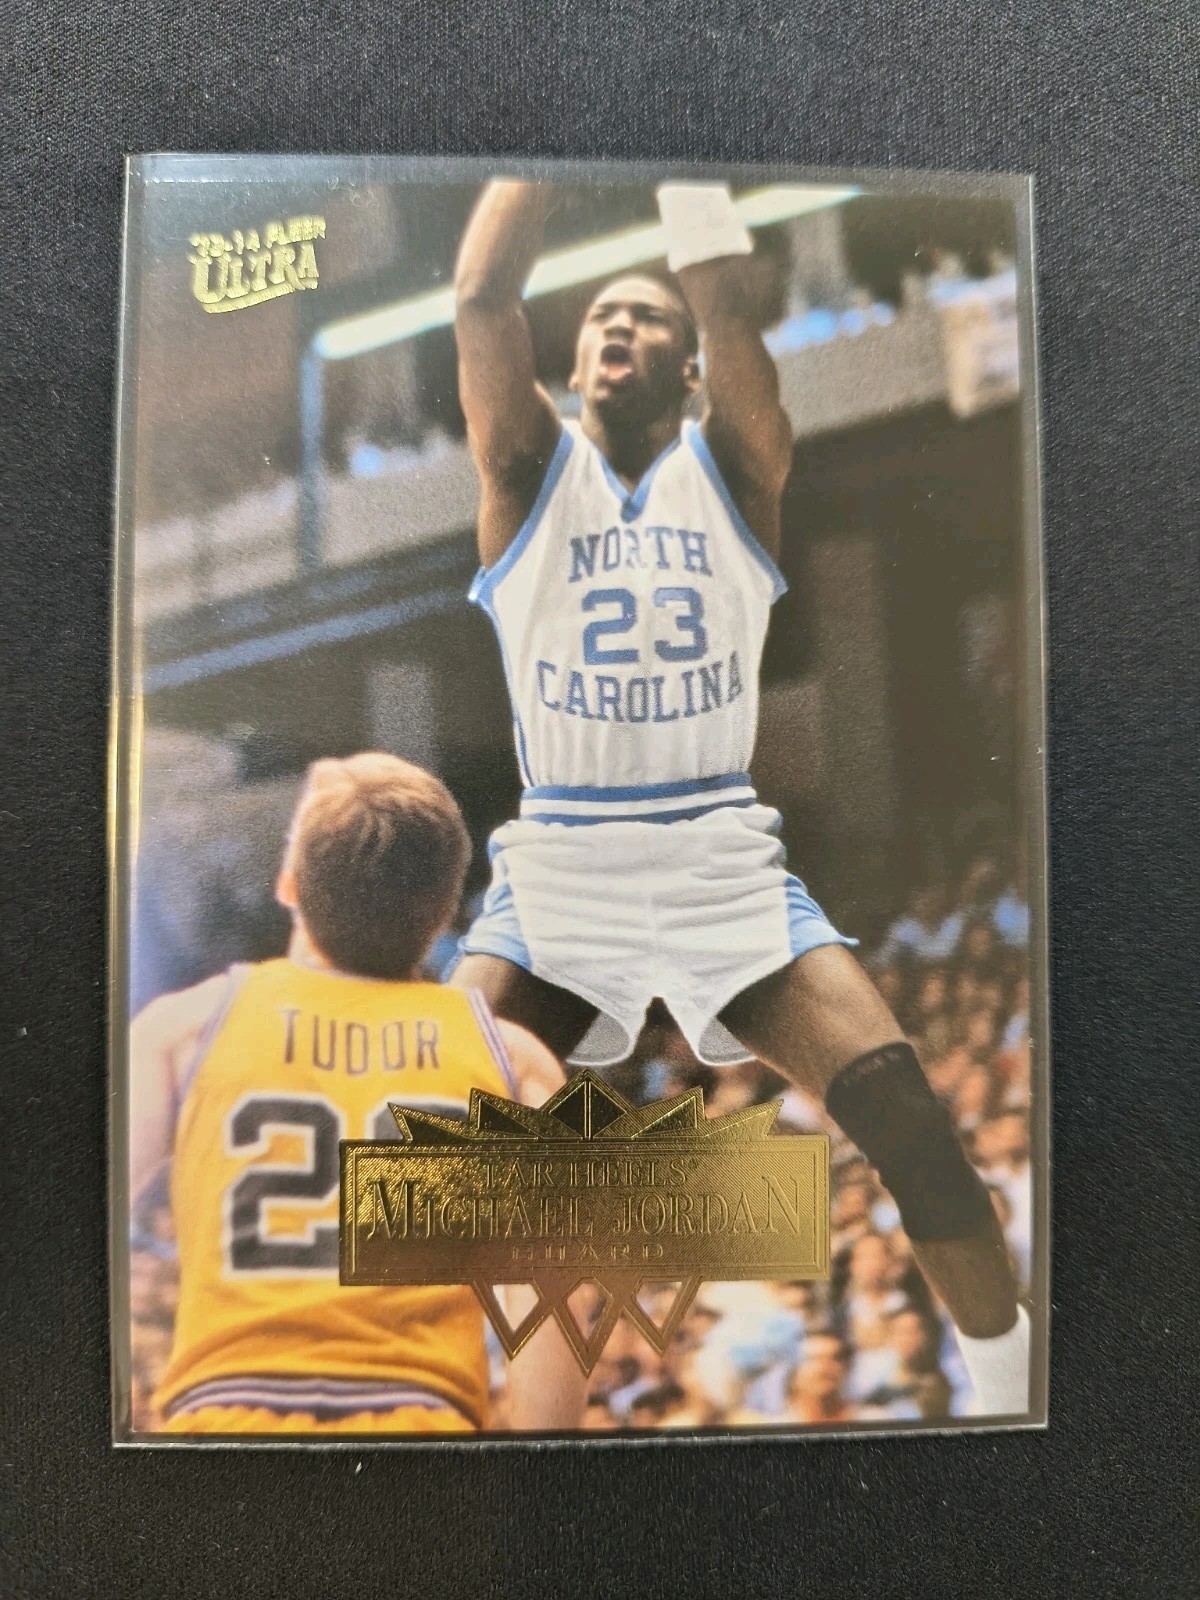 '13-14 FLEER
ULTRA
NORTH
23
CAROLINA
TUDOR
TAR HEELS®
MICHAEL JORDAN
GUARD